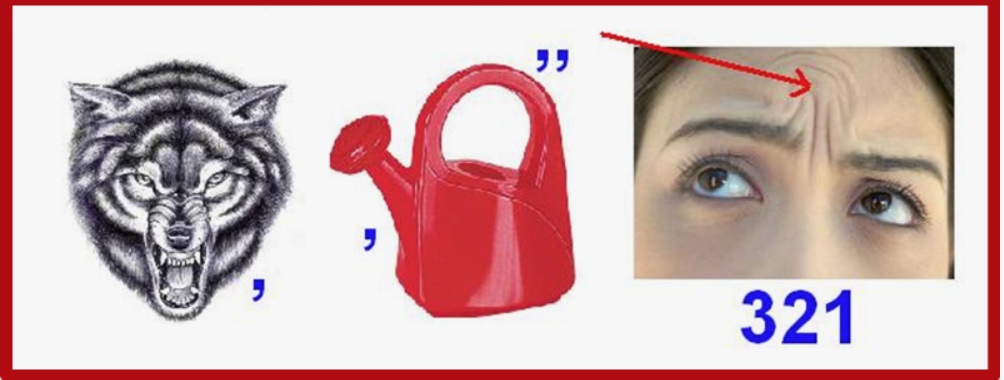 ,
,
,,
321